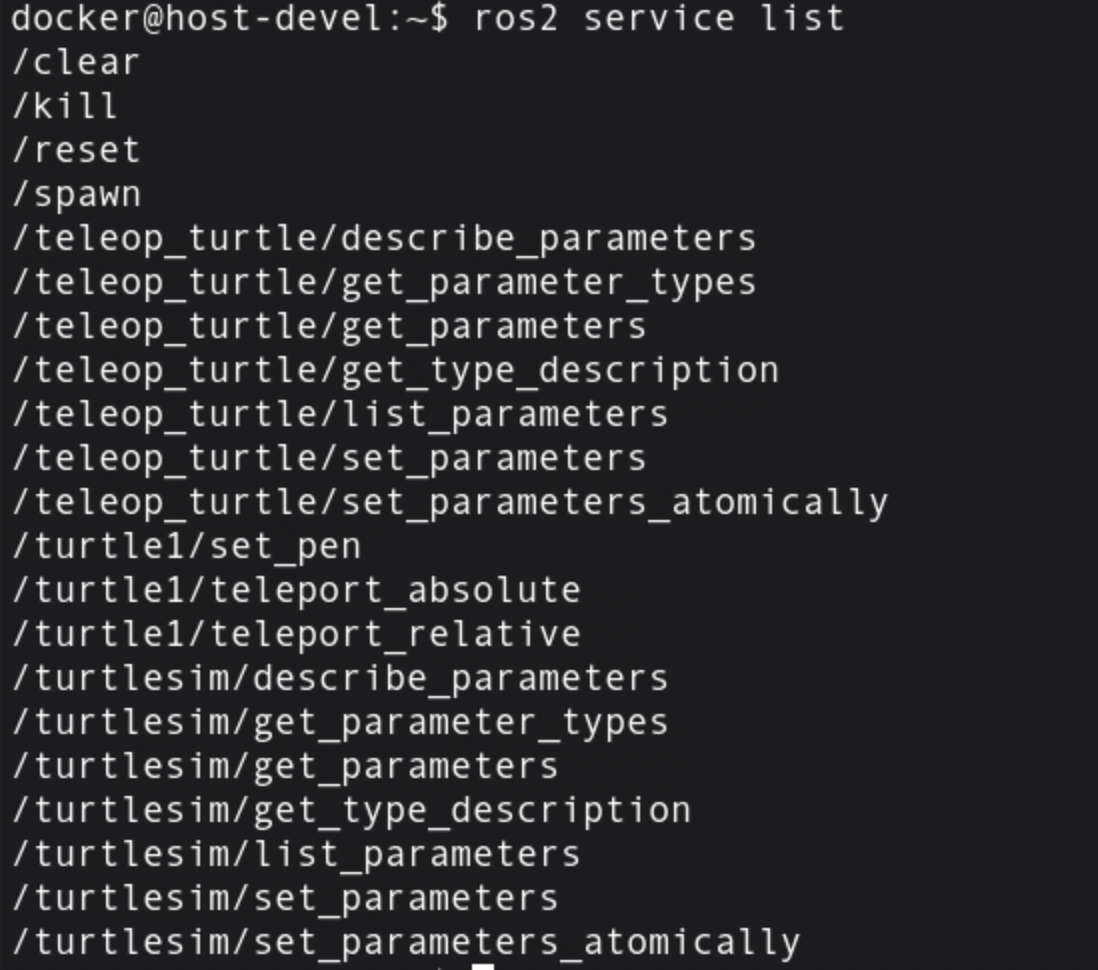 docker@host-devel:~$ ros2 service list
/clear
/kill
/reset
/spawn
/teleop_turtle/describe_parameters
/teleop_turtle/get_parameter_types
/teleop_turtle/get_parameters
/teleop_turtle/get_type_description
/teleop_turtle/list_parameters
/teleop_turtle/set_parameters
/teleop_turtle/set_parameters_atomically
/turtle1/set_pen
/turtle1/teleport_absolute
/turtle1/teleport_relative
/turtlesim/describe_parameters
/turtlesim/get_parameter_types
/turtlesim/get_parameters
/turtlesim/get_type_description
/turtlesim/list_parameters
/turtlesim/set_parameters
/turtlesim/set_parameters_atomically